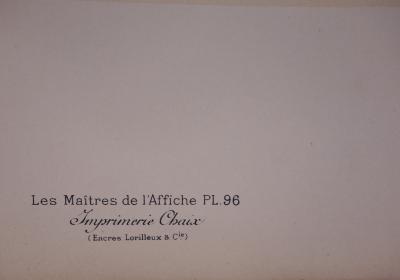 Les Maîtres de l'Affiche PL.96
Imprimerie Chaix
(Encres Lorilleux & Cie)